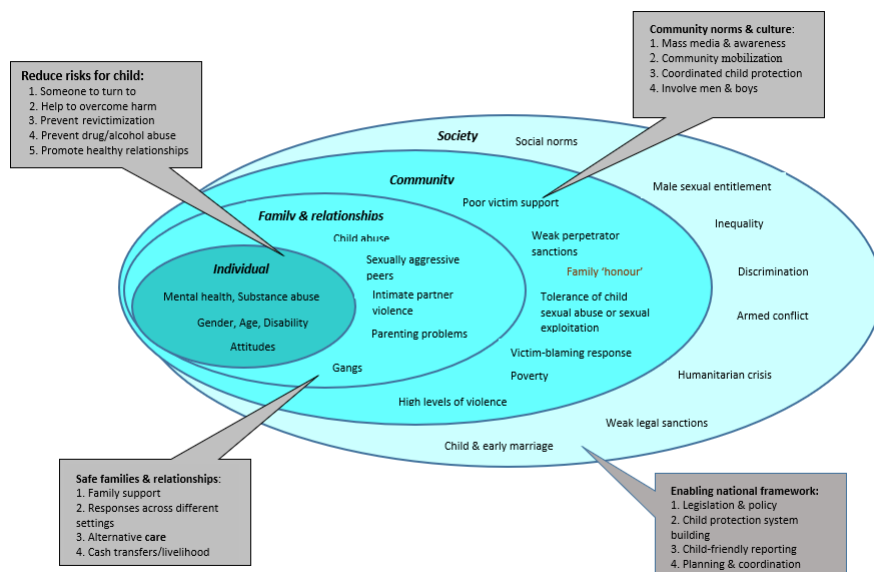 Community norms & culture:
1. Mass media & awareness
2. Community mobilization
3. Coordinated child protection
4. Involve men & boys
Reduce risks for child:
1. Someone to turn to
2. Help to overcome harm
3. Prevent revictimization
4. Prevent drug/alcohol abuse
5. Promote healthy relationships
Society
Social norms
Male sexual entitlement
Inequality
Discrimination
Armed conflict
Humanitarian crisis
Weak legal sanctions
Child & early marriage
Community
Poor victim support
Weak perpetrator
sanctions
Family 'honour'
Tolerance of child
sexual abuse or sexual
exploitation
Victim-blaming response
Poverty
High levels of violence
Family & relationships
Child abuse
Sexually aggressive
peers
Intimate partner
violence
Parenting problems
Gangs
Individual
Mental health, Substance abuse
Gender, Age, Disability
Attitudes
Safe families & relationships:
1. Family support
2. Responses across different
settings
3. Alternative care
4. Cash transfers/livelihood
Enabling national framework:
1. Legislation & policy
2. Child protection system
building
3. Child-friendly reporting
4. Planning & coordination